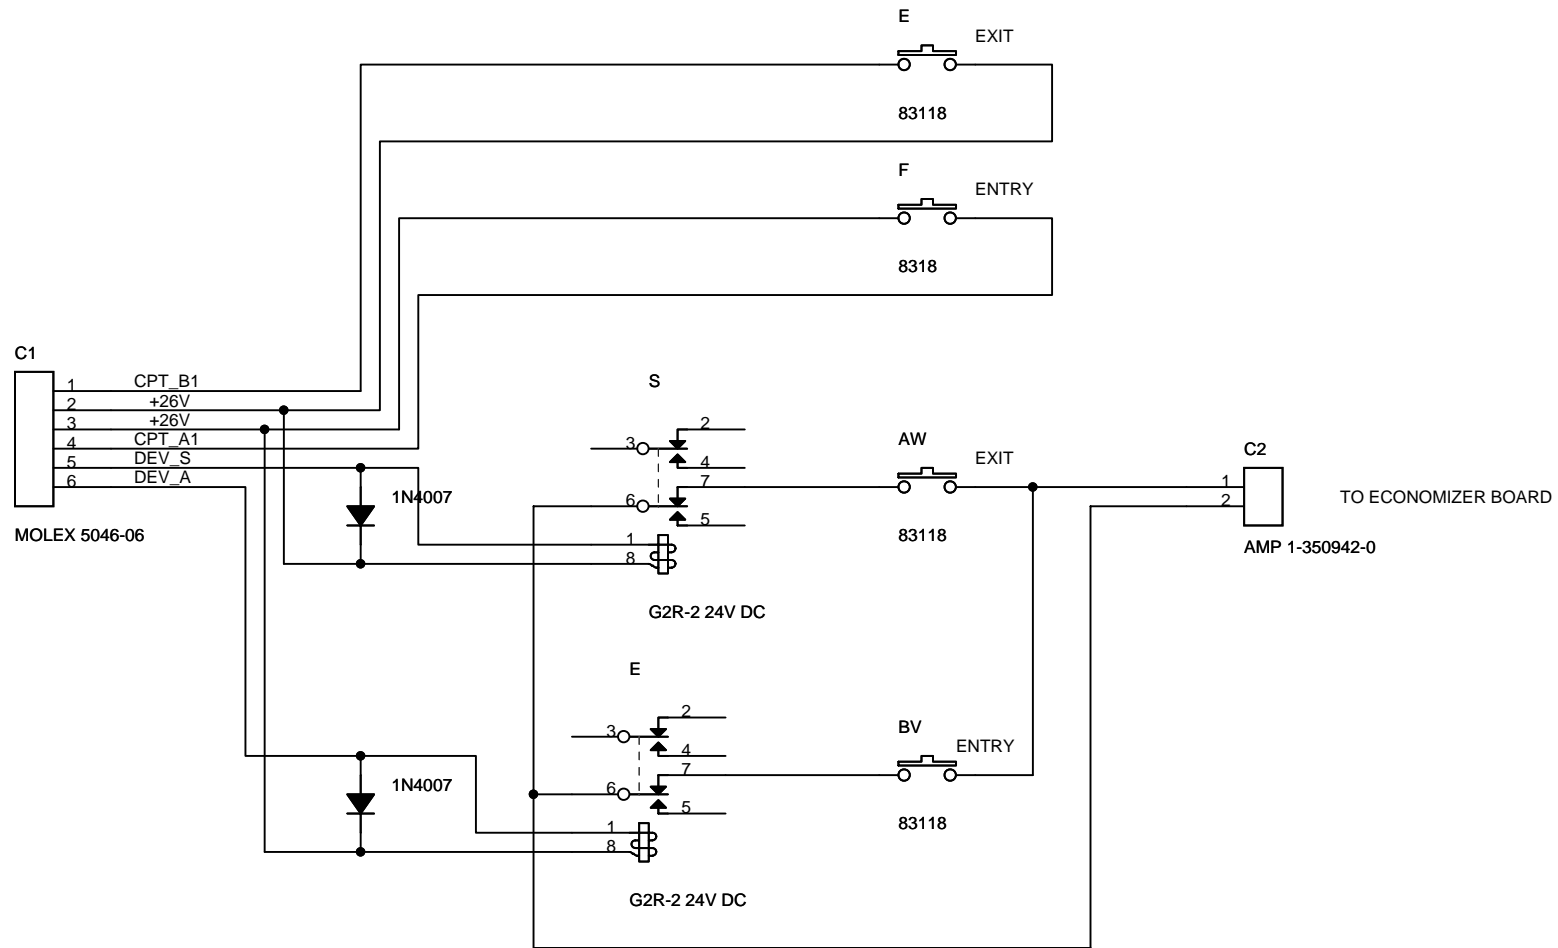 E
EXIT
83118
F
ENTRY
8318
C1
1 CPT_B1
2 +26V
3 +26V
4 CPT_A1
5 DEV_S
6 DEV_A
MOLEX 5046-06
1N4007
S
2
3
4
7
6
5
1
8
G2R-2 24V DC
AW
EXIT
83118
C2
1
2
TO ECONOMIZER BOARD
AMP 1-350942-0
1N4007
E
2
3
4
7
6
5
1
8
G2R-2 24V DC
BV
ENTRY
83118